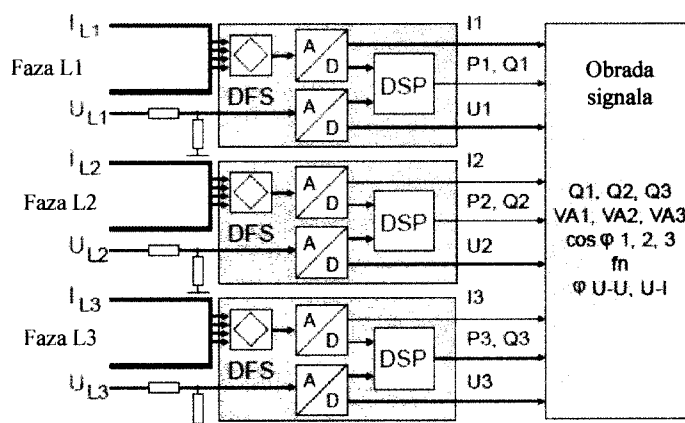 I L1
Faza L1
U L1
DFS
A
D
A
D
DSP
I1
P1, Q1
U1
I L2
Faza L2
U L2
DFS
A
D
A
D
DSP
I2
P2, Q2
U2
I L3
Faza L3
U L3
DFS
A
D
A
D
DSP
I3
P3, Q3
U3
Obrada
signala
Q1, Q2, Q3
VA1, VA2, VA3
cos φ 1, 2, 3
fn
φ U-U, U-I